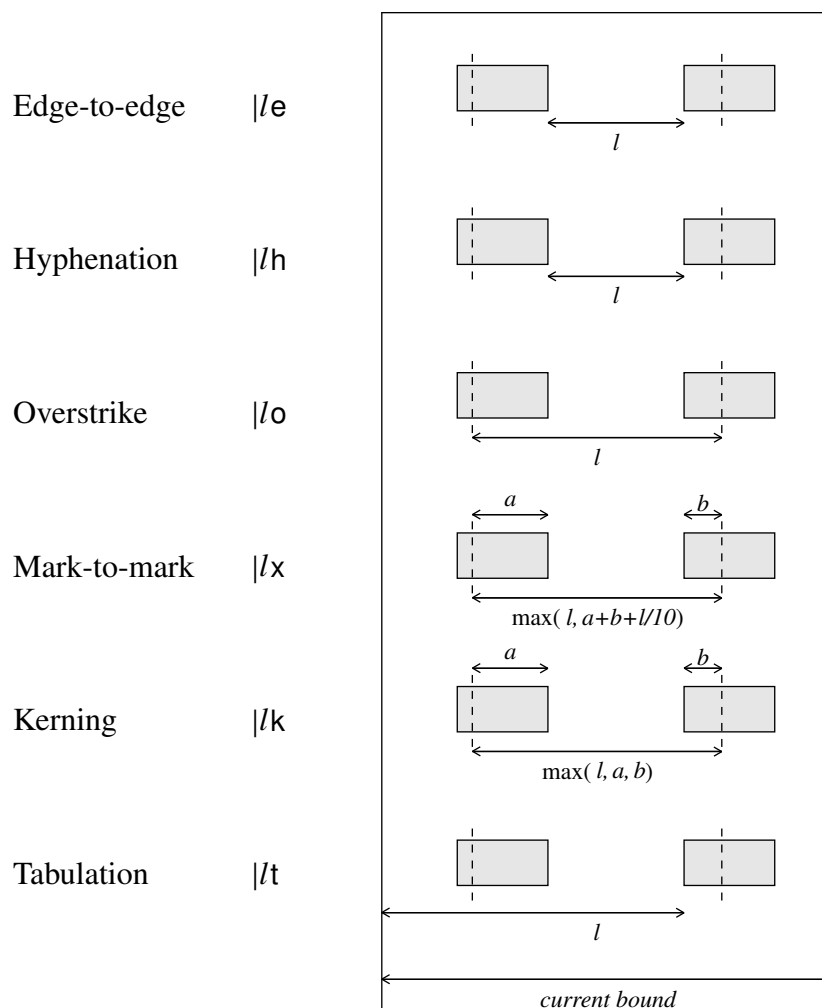 Edge-to-edge |le
l
Hyphenation |lh
l
Overstrike |lo
l
a b
Mark-to-mark |lx
max( l, a+b+l/10)
a b
Kerning |lk
max( l, a, b)
Tabulation |lt
l
current bound